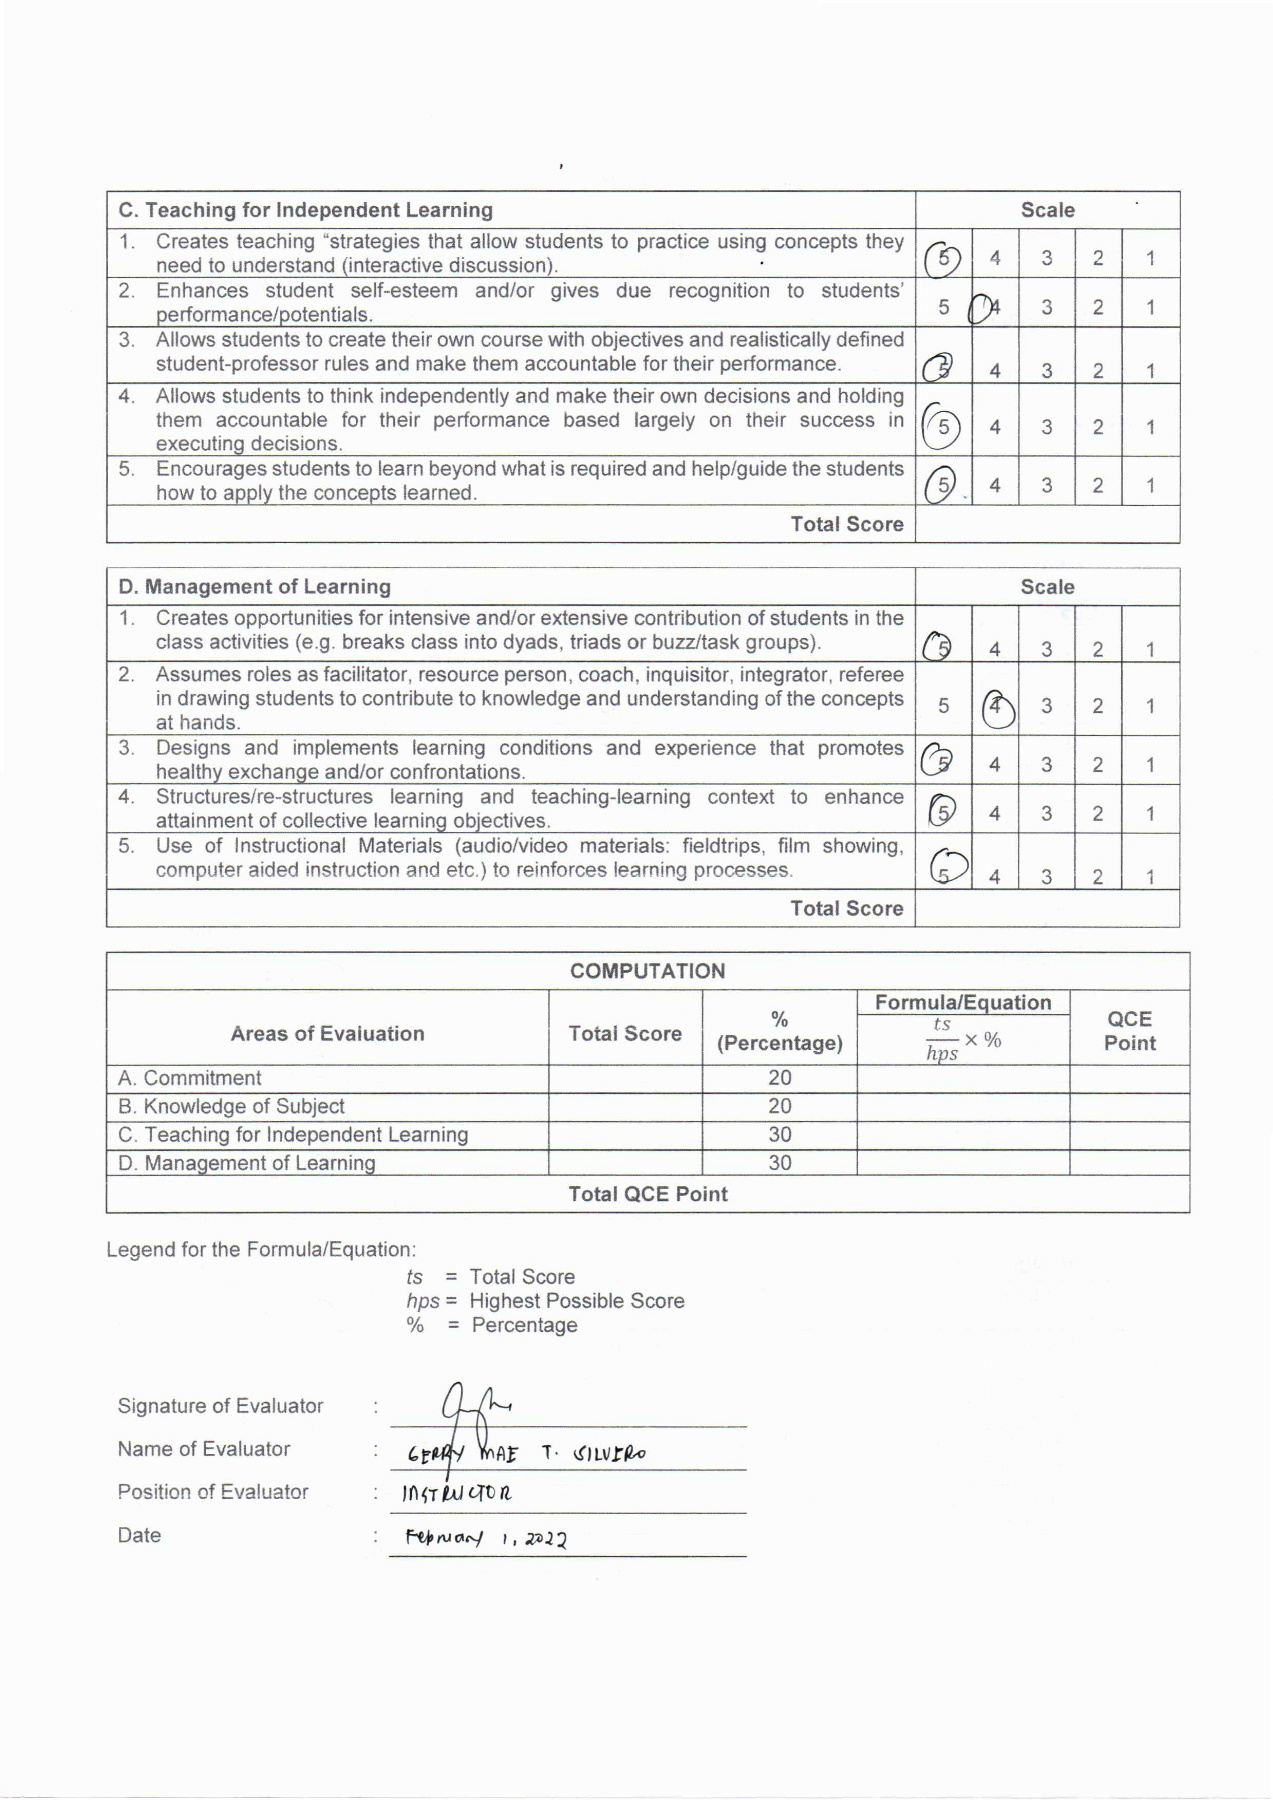 C. Teaching for Independent Learning Scale
1. Creates teaching “strategies that allow students to practice using concepts they
need to understand (interactive discussion).
5 4 3 2 1
2. Enhances student self-esteem and/or gives due recognition to students’
performance/potentials.
5 4 3 2 1
3. Allows students to create their own course with objectives and realistically defined
student-professor rules and make them accountable for their performance.
5 4 3 2 1
4. Allows students to think independently and make their own decisions and holding
them accountable for their performance based largely on their success in
executing decisions.
5 4 3 2 1
5. Encourages students to learn beyond what is required and help/guide the students
how to apply the concepts learned.
5 4 3 2 1
Total Score
D. Management of Learning Scale
1. Creates opportunities for intensive and/or extensive contribution of students in the
class activities (e.g. breaks class into dyads, triads or buzz/task groups).
5 4 3 2 1
2. Assumes roles as facilitator, resource person, coach, inquisitor, integrator, referee
in drawing students to contribute to knowledge and understanding of the concepts
at hands.
5 4 3 2 1
3. Designs and implements learning conditions and experience that promotes
healthy exchange and/or confrontations.
5 4 3 2 1
4. Structures/re-structures learning and teaching-learning context to enhance
attainment of collective learning objectives.
5 4 3 2 1
5. Use of Instructional Materials (audio/video materials: fieldtrips, film showing,
computer aided instruction and etc.) to reinforces learning processes.
5 4 3 2 1
Total Score
COMPUTATION
Areas of Evaluation Total Score % (Percentage) Formula/Equation ts/hps × % QCE Point
A. Commitment 20
B. Knowledge of Subject 20
C. Teaching for Independent Learning 30
D. Management of Learning 30
Total QCE Point
Legend for the Formula/Equation:
ts = Total Score
hps = Highest Possible Score
% = Percentage
Signature of Evaluator :
Name of Evaluator : GERRY MAE T. SILVERO
Position of Evaluator : INSTRUCTOR
Date : February 1, 2022